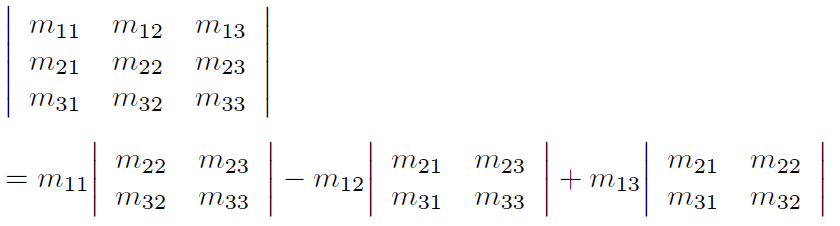 | m₁₁ m₁₂ m₁₃ |
| m₂₁ m₂₂ m₂₃ |
| m₃₁ m₃₂ m₃₃ |
= m₁₁ | m₂₂ m₂₃ | − m₁₂ | m₂₁ m₂₃ | + m₁₃ | m₂₁ m₂₂ |
| m₃₂ m₃₃ | | m₃₁ m₃₃ | | m₃₁ m₃₂ |